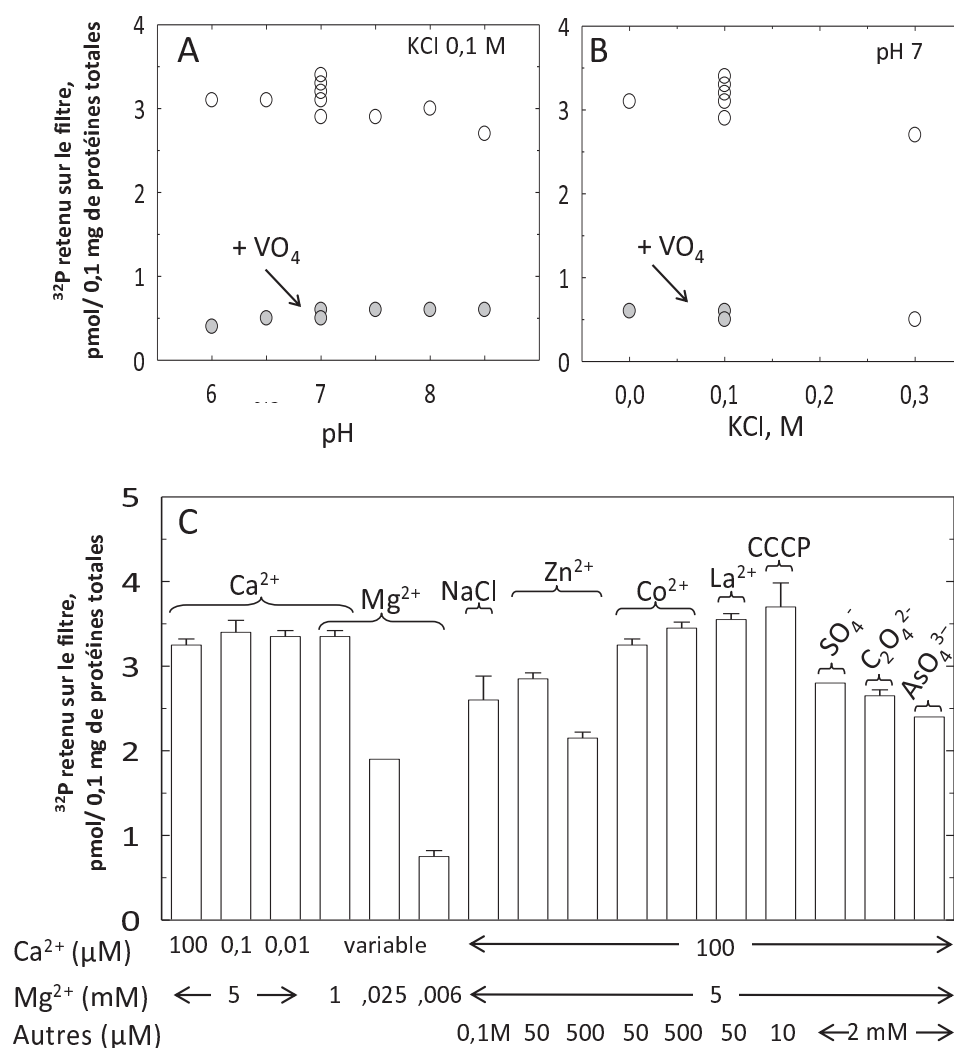 A
KCl 0,1 M
B
pH 7
4
3
2
1
0
4
3
2
1
0
³²P retenu sur le filtre,
pmol/ 0,1 mg de protéines totales
+ VO₄
+ VO₄
6 7 8
0,0 0,1 0,2 0,3
pH
KCl, M
C
5
4
3
2
1
0
³²P retenu sur le filtre,
pmol/ 0,1 mg de protéines totales
Ca²⁺
Mg²⁺
NaCl
Zn²⁺
Co²⁺
La²⁺
CCCP
SO₄⁻
C₂O₄²⁻
AsO₄³⁻
Ca²⁺ (µM) 100 0,1 0,01 variable 100
Mg²⁺ (mM) 5 1 ,025 ,006 5
Autres (µM) 0,1M 50 500 50 500 50 10 2 mM